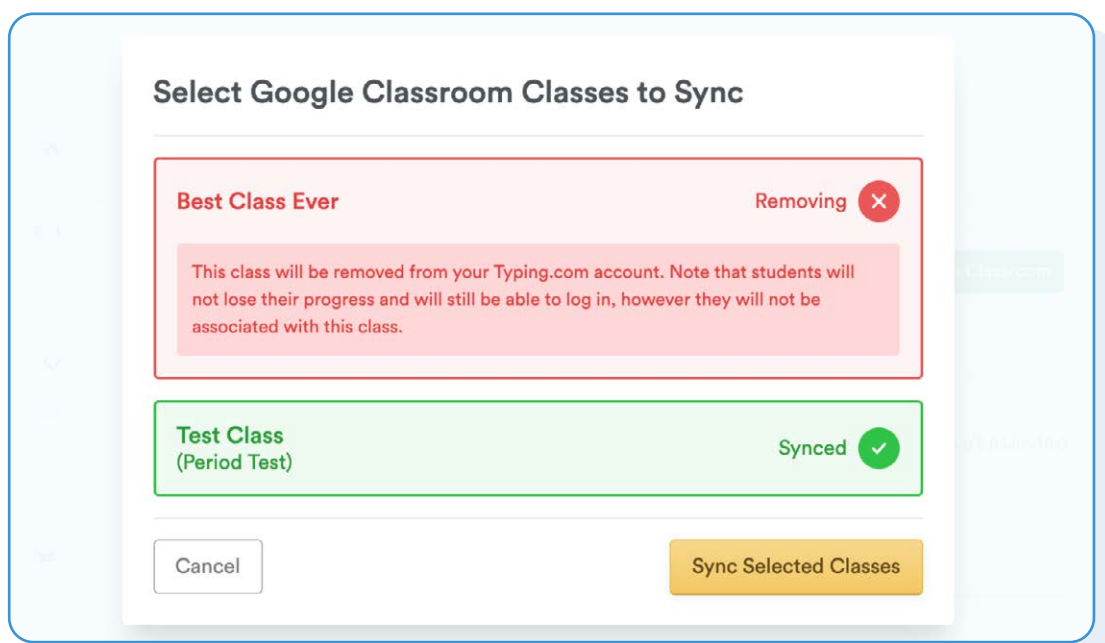 Select Google Classroom Classes to Sync
Best Class Ever
Removing
This class will be removed from your Typing.com account. Note that students will
not lose their progress and will still be able to log in, however they will not be
associated with this class.
Test Class
(Period Test)
Synced
Cancel
Sync Selected Classes